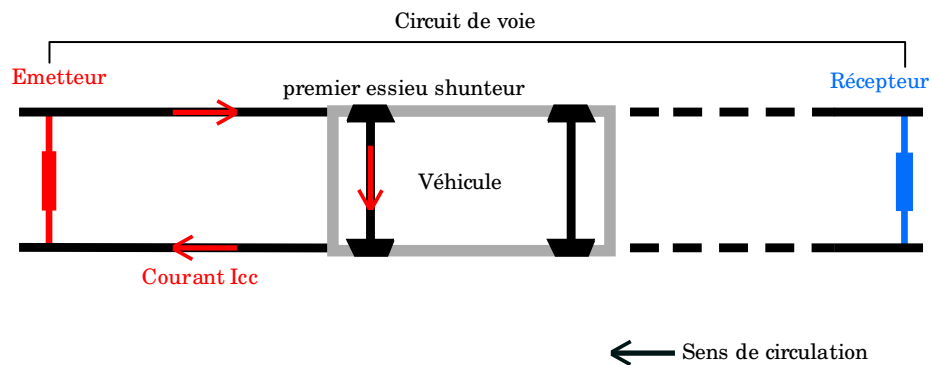 Circuit de voie
Emetteur
Récepteur
premier essieu shunteur
Véhicule
Courant Icc
Sens de circulation